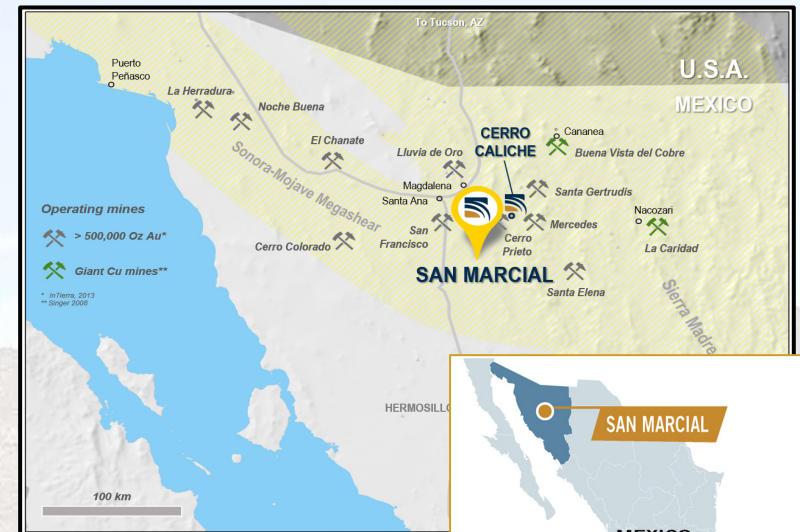 To Tucson, AZ
U.S.A.
MEXICO
Puerto
Peñasco
La Herradura
Noche Buena
El Chanate
Lluvia de Oro
CERRO
CALICHE
Cananea
Buena Vista del Cobre
Sonora-Mojave Megashear
Magdalena
Santa Ana
Santa Gertrudis
Operating mines
> 500,000 Oz Au*
Giant Cu mines**
* InTierra, 2013
** Singer 2008
San
Francisco
Cerro Colorado
Mercedes
Cerro
Prieto
Nacozari
La Caridad
SAN MARCIAL
Santa Elena
Sierra Madre
HERMOSILLO
100 km
SAN MARCIAL
MEXICO